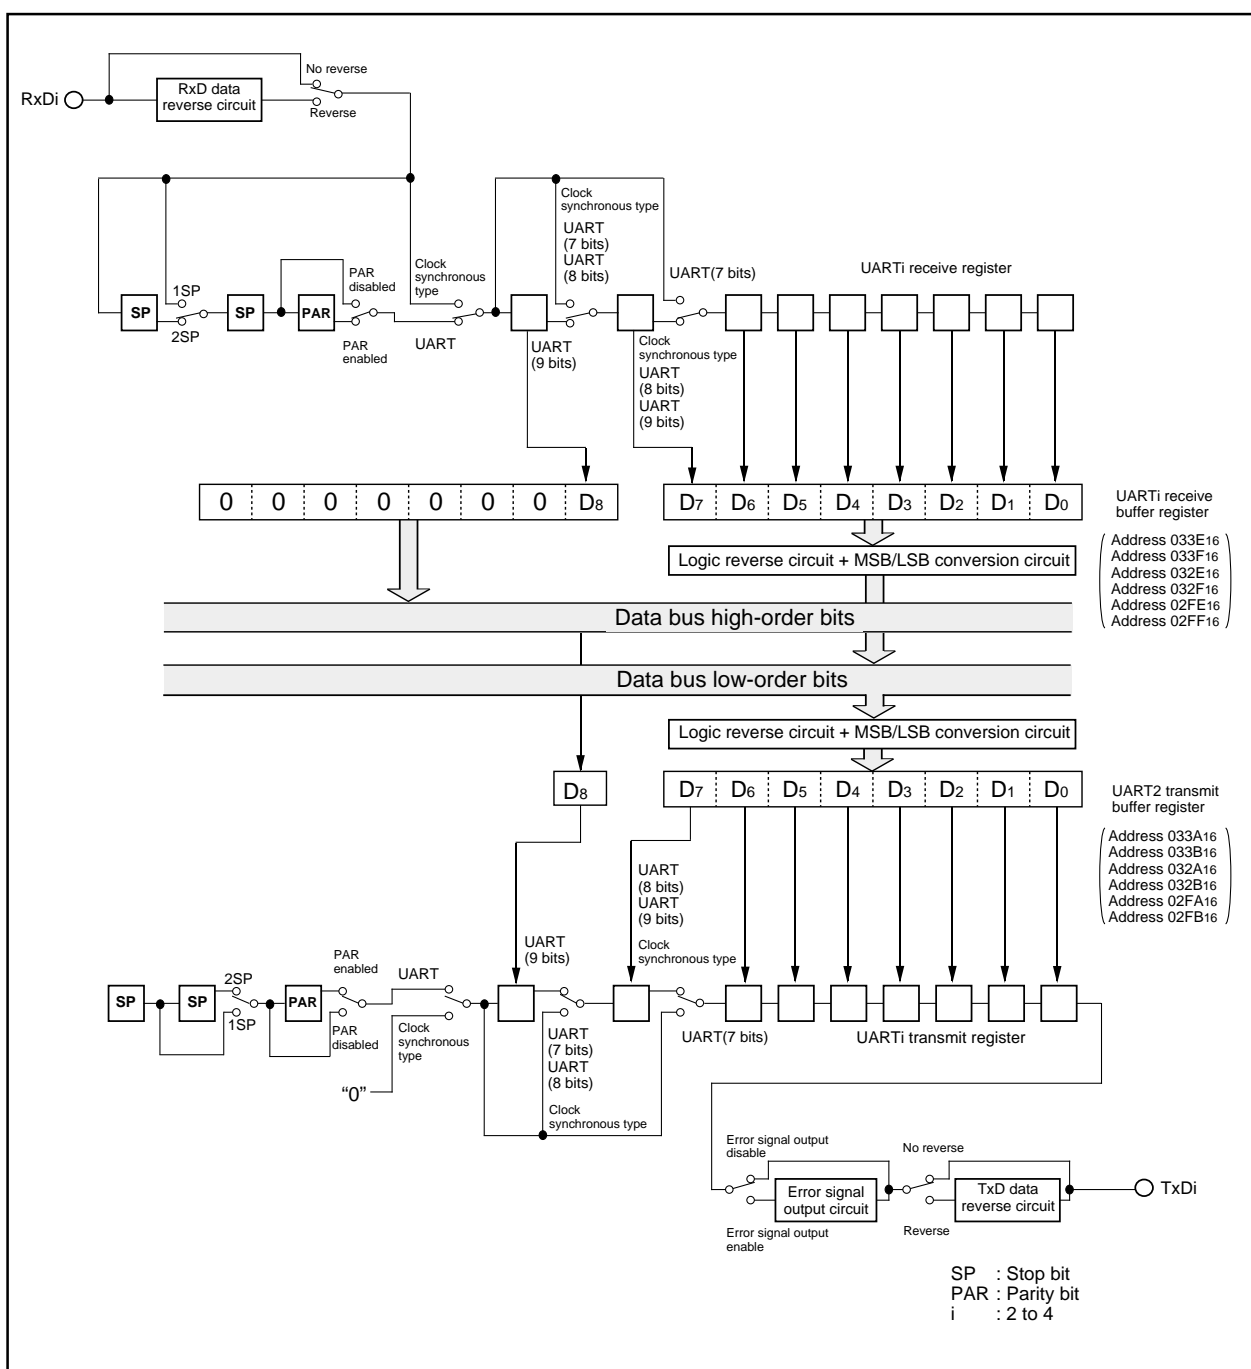 No reverse
RxDi
RxD data
reverse circuit
Reverse
Clock
synchronous type
UART
(7 bits)
UART
(8 bits)
1SP
PAR
disabled
Clock
synchronous
type
UART(7 bits)
UARTi receive register
SP
SP
PAR
2SP
PAR
enabled
UART
UART
(9 bits)
Clock
synchronous type
UART
(8 bits)
UART
(9 bits)
0 0 0 0 0 0 0 D8
D7 D6 D5 D4 D3 D2 D1 D0
UARTi receive
buffer register
Logic reverse circuit + MSB/LSB conversion circuit
Address 033E16
Address 033F16
Address 032E16
Address 032F16
Address 02FE16
Address 02FF16
Data bus high-order bits
Data bus low-order bits
Logic reverse circuit + MSB/LSB conversion circuit
D8
D7 D6 D5 D4 D3 D2 D1 D0
UART2 transmit
buffer register
Address 033A16
Address 033B16
Address 032A16
Address 032B16
Address 02FA16
Address 02FB16
UART
(8 bits)
UART
(9 bits)
Clock
synchronous type
UART
(9 bits)
PAR
enabled
2SP
UART
SP
SP
PAR
1SP
PAR
disabled
Clock
synchronous
type
“0”
UART
(7 bits)
UART
(8 bits)
Clock
synchronous type
UART(7 bits)
UARTi transmit register
Error signal output
disable
No reverse
Error signal
output circuit
TxD data
reverse circuit
TxDi
Error signal output
enable
Reverse
SP : Stop bit
PAR : Parity bit
i : 2 to 4